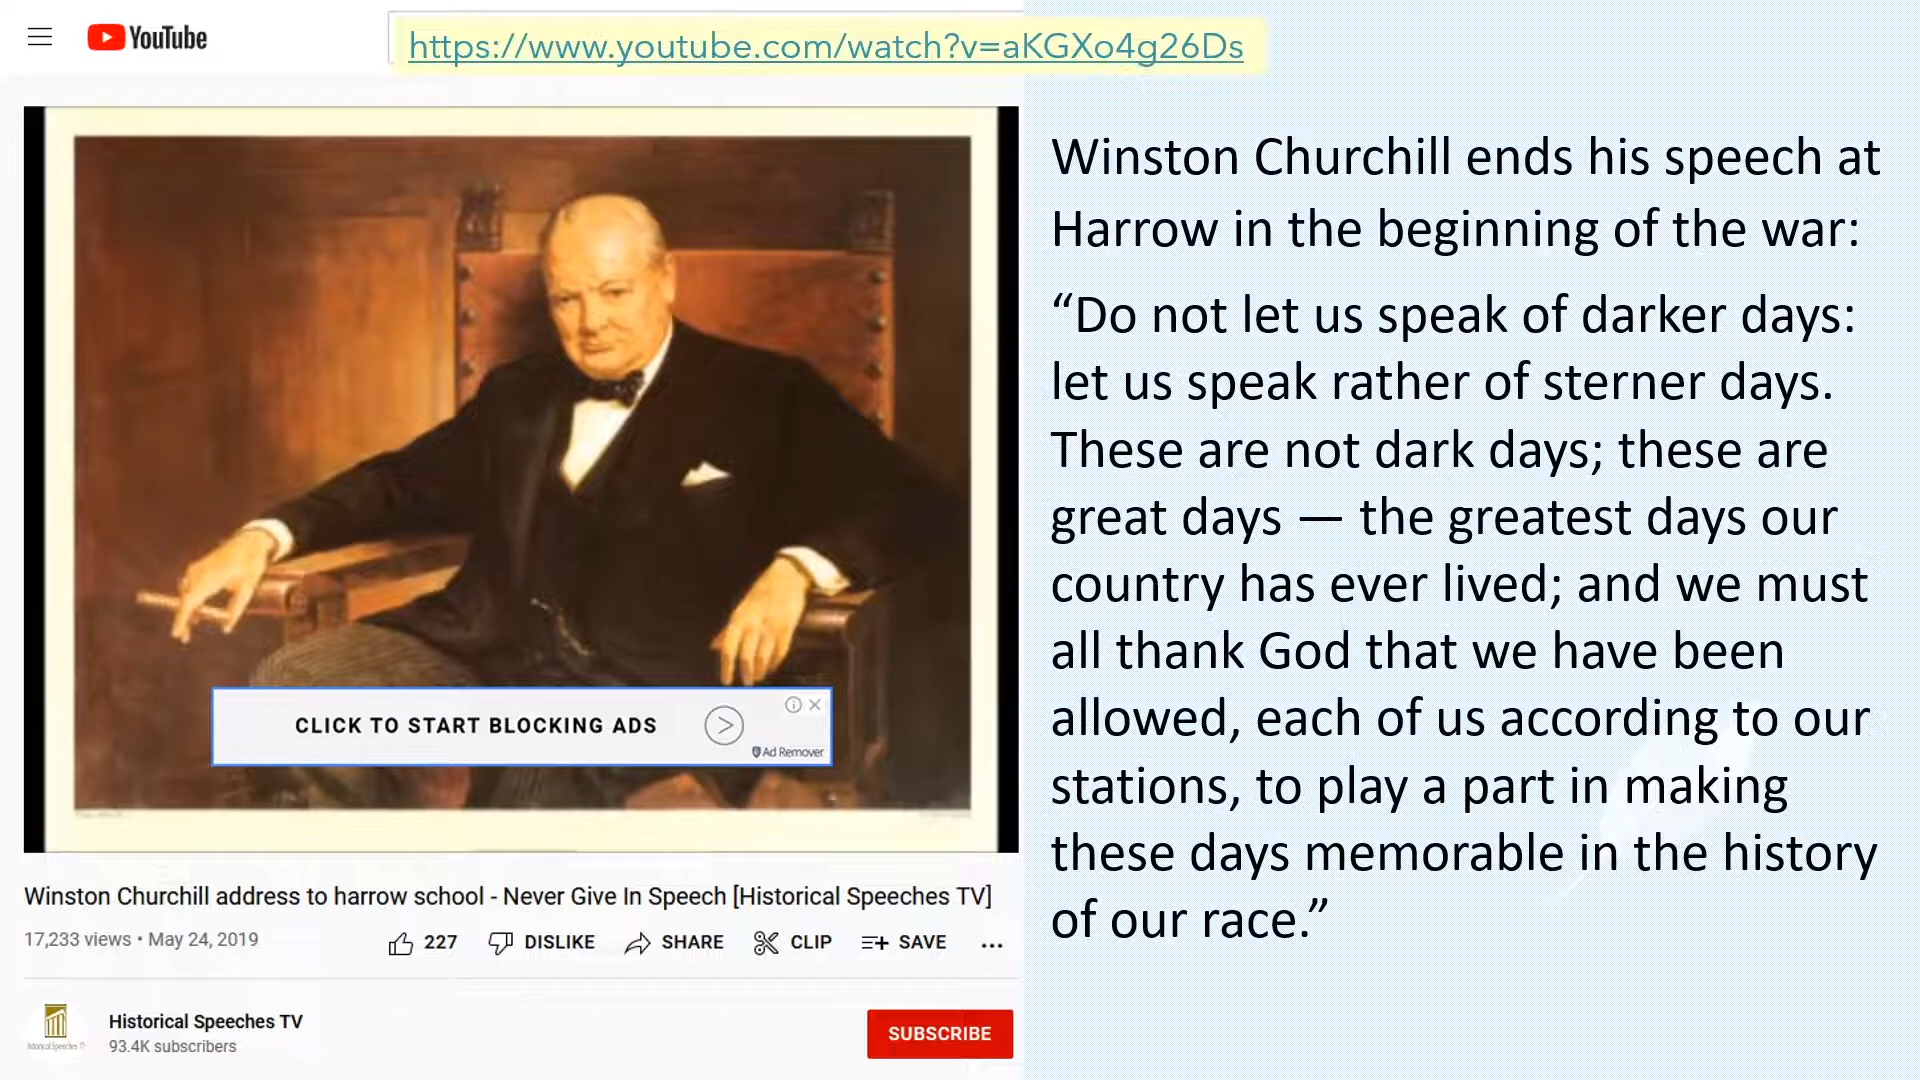 YouTube
https://www.youtube.com/watch?v=aKGXo4g26Ds
CLICK TO START BLOCKING ADS
Ad Remover
Winston Churchill address to harrow school - Never Give In Speech [Historical Speeches TV]
17,233 views • May 24, 2019
227 DISLIKE SHARE CLIP SAVE ...
Historical Speeches TV
Historical Speeches TV
93.4K subscribers
SUBSCRIBE
Winston Churchill ends his speech at
Harrow in the beginning of the war:
“Do not let us speak of darker days:
let us speak rather of sterner days.
These are not dark days; these are
great days — the greatest days our
country has ever lived; and we must
all thank God that we have been
allowed, each of us according to our
stations, to play a part in making
these days memorable in the history
of our race.”